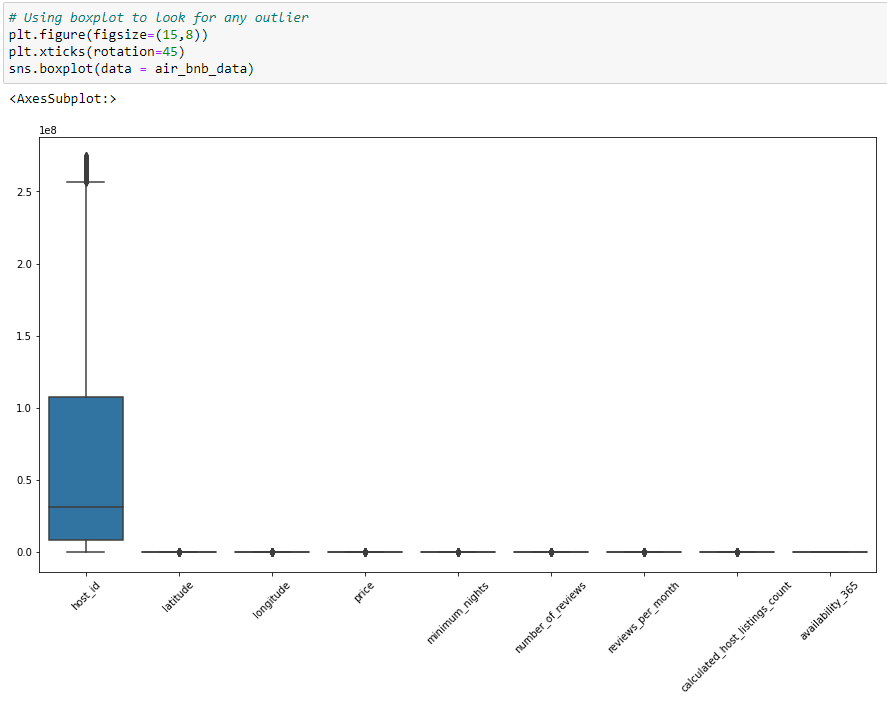 # Using boxplot to look for any outlier
plt.figure(figsize=(15,8))
plt.xticks(rotation=45)
sns.boxplot(data = air_bnb_data)
<AxesSubplot:>
1e8
2.5
2.0
1.5
1.0
0.5
0.0
host_id
latitude
longitude
price
minimum_nights
number_of_reviews
reviews_per_month
calculated_host_listings_count
availability_365